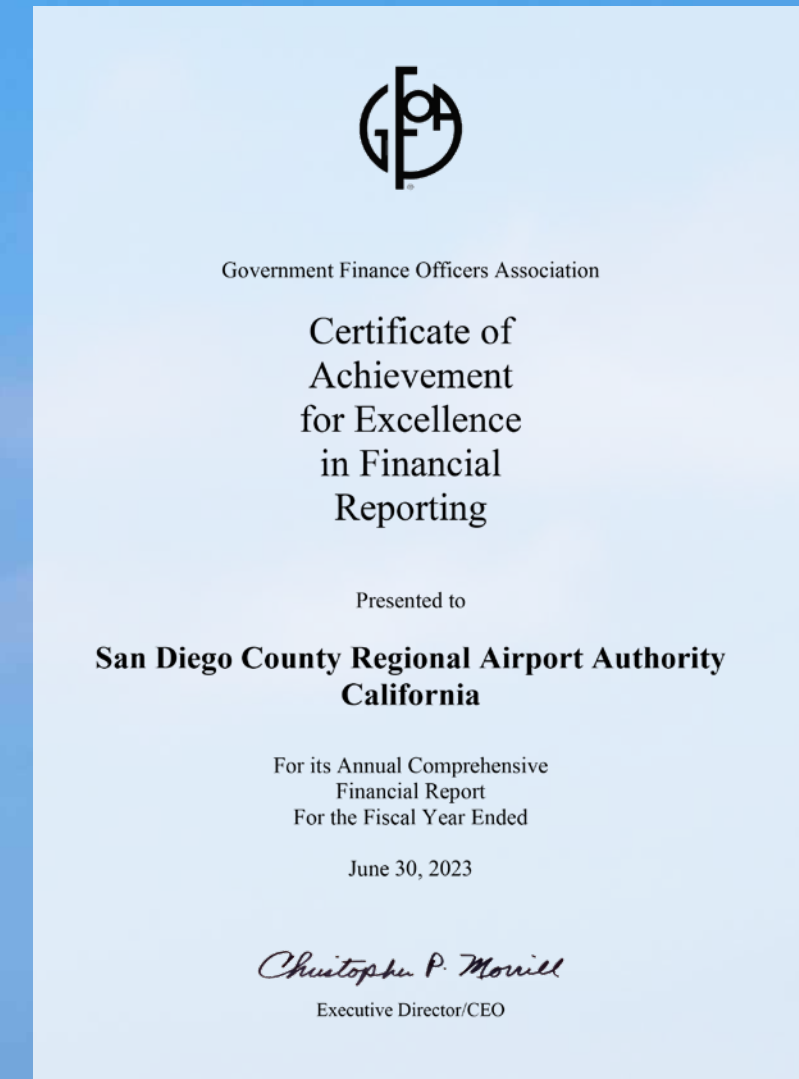 GFOA
Government Finance Officers Association
Certificate of
Achievement
for Excellence
in Financial
Reporting
Presented to
San Diego County Regional Airport Authority
California
For its Annual Comprehensive
Financial Report
For the Fiscal Year Ended
June 30, 2023
Christopher P. Morrill
Executive Director/CEO